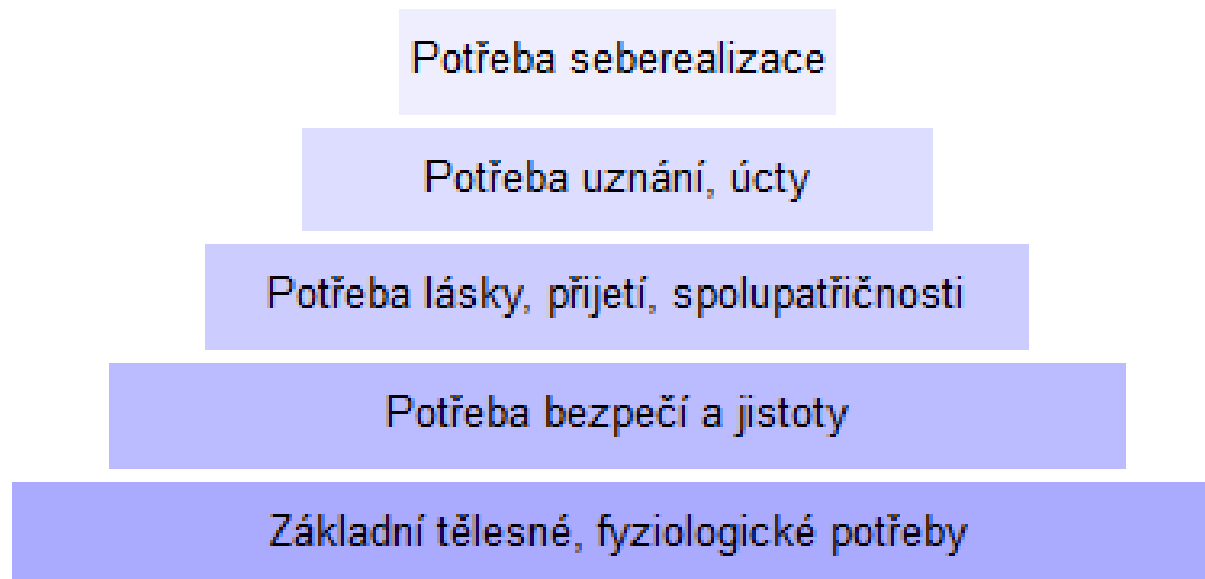 Potřeba seberealizace
Potřeba uznání, úcty
Potřeba lásky, přijetí, spolupatřičnosti
Potřeba bezpečí a jistoty
Základní tělesné, fyziologické potřeby